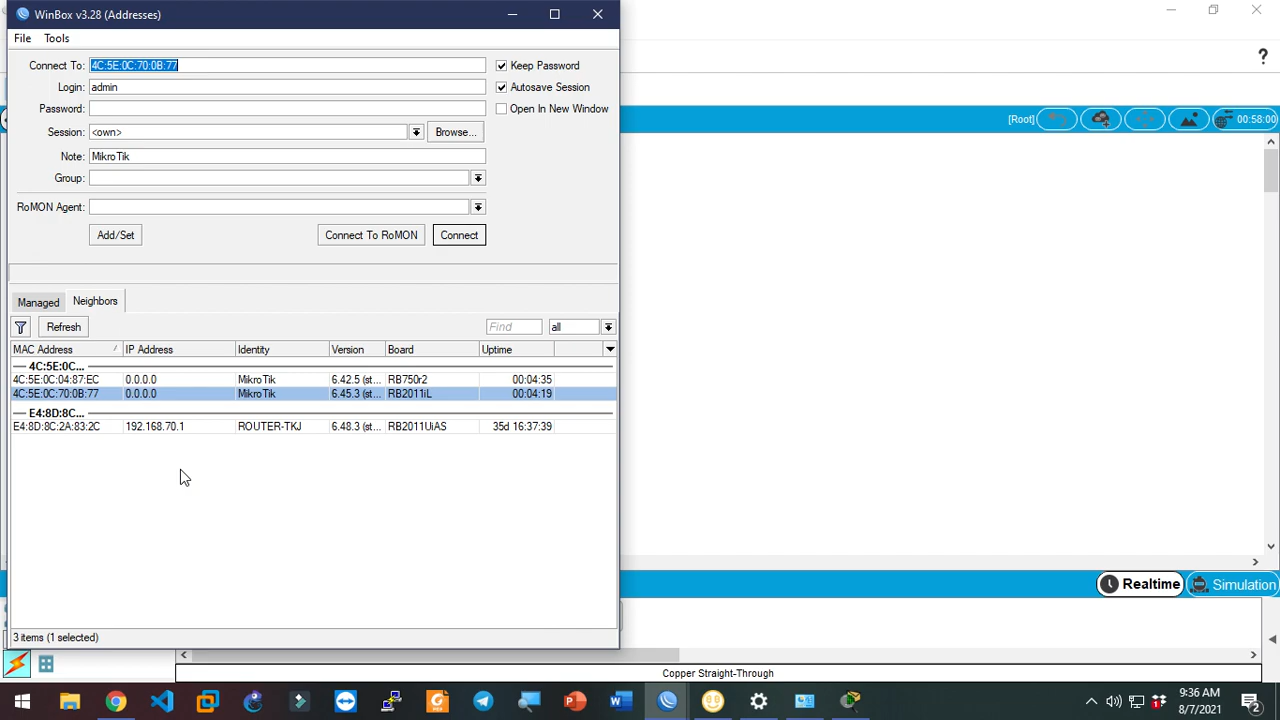 WinBox v3.28 (Addresses)
File Tools
Connect To: 4C:5E:0C:70:0B:77
Keep Password
Login: admin
Autosave Session
Password:
Open In New Window
Session: <own>
Browse...
Note: MikroTik
Group:
RoMON Agent:
Add/Set
Connect To RoMON
Connect
Managed
Neighbors
Refresh
Find
all
MAC Address IP Address Identity Version Board Uptime
4C:5E:0C...
4C:5E:0C:04:87:EC 0.0.0.0 MikroTik 6.42.5 (st... RB750r2 00:04:35
4C:5E:0C:70:0B:77 0.0.0.0 MikroTik 6.45.3 (st... RB2011iL 00:04:19
E4:8D:8C...
E4:8D:8C:2A:83:2C 192.168.70.1 ROUTER-TKJ 6.48.3 (st... RB2011UiAS 35d 16:37:39
3 items (1 selected)
[Root]
00:58:00
Realtime
Simulation
Copper Straight-Through
9:36 AM
8/7/2021
2